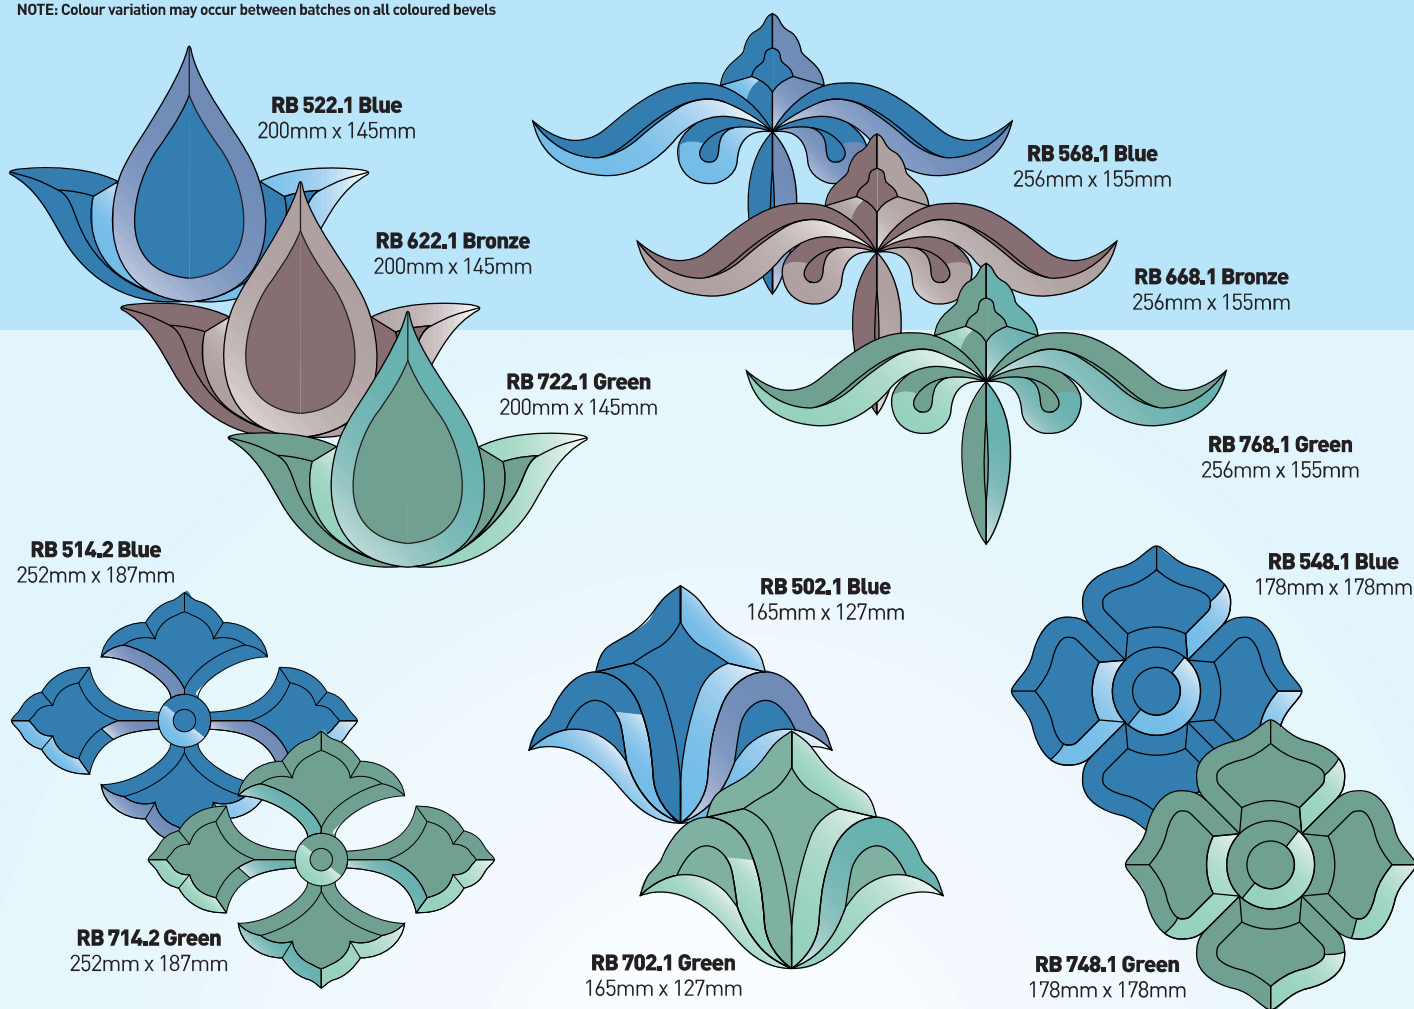 NOTE: Colour variation may occur between batches on all coloured bevels
RB 522.1 Blue
200mm x 145mm
RB 568.1 Blue
256mm x 155mm
RB 622.1 Bronze
200mm x 145mm
RB 668.1 Bronze
256mm x 155mm
RB 722.1 Green
200mm x 145mm
RB 768.1 Green
256mm x 155mm
RB 514.2 Blue
252mm x 187mm
RB 502.1 Blue
165mm x 127mm
RB 548.1 Blue
178mm x 178mm
RB 714.2 Green
252mm x 187mm
RB 702.1 Green
165mm x 127mm
RB 748.1 Green
178mm x 178mm